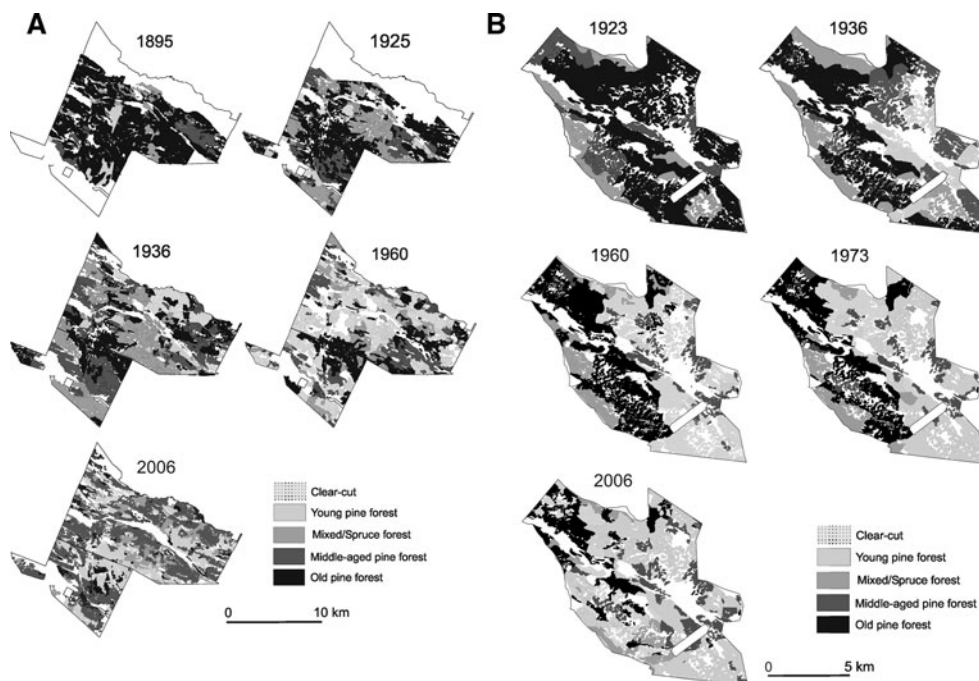 A
1895
1925
1936
1960
2006
Clear-cut
Young pine forest
Mixed/Spruce forest
Middle-aged pine forest
Old pine forest
0 10 km
B
1923
1936
1960
1973
2006
Clear-cut
Young pine forest
Mixed/Spruce forest
Middle-aged pine forest
Old pine forest
0 5 km